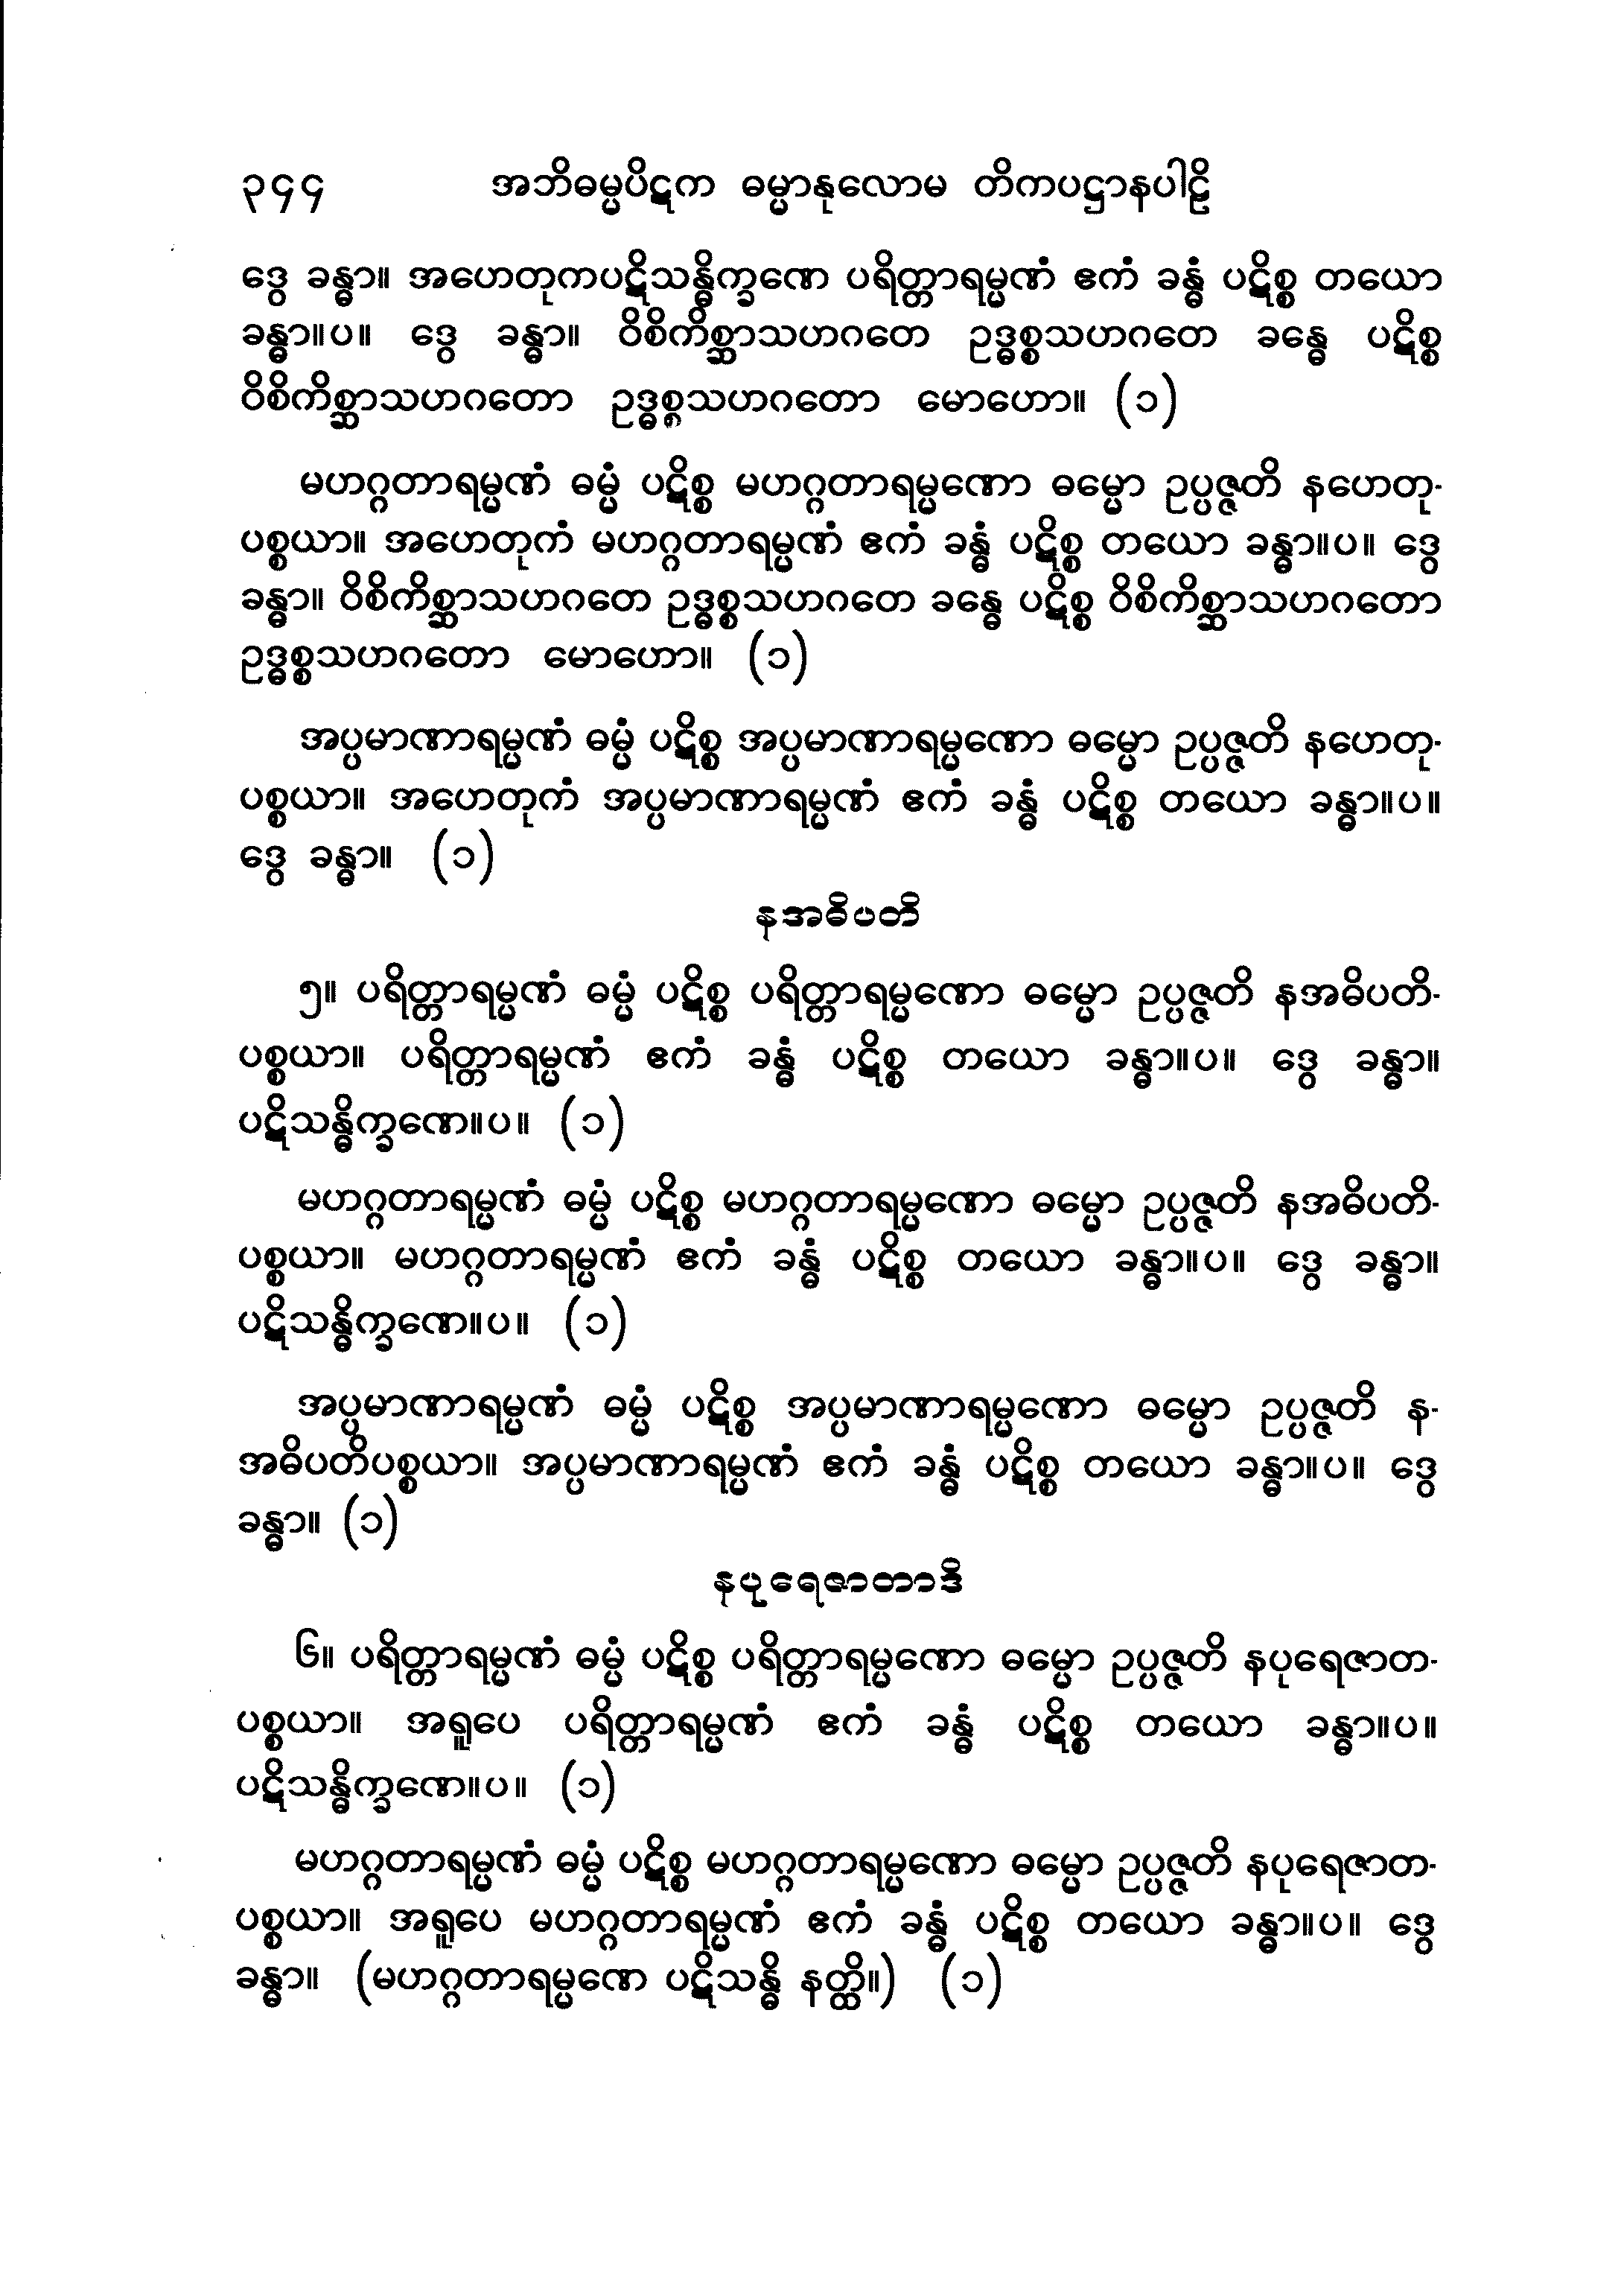 ၃၄၄ အဘိဓမ္မပိဋက ဓမ္မာနုလောမ တိကပဋ္ဌာနပါဠိ
ဒွေ ခန္ဓာ။ အဟေတုကပဋိသန္ဓိက္ခဏေ ပရိတ္တာရမ္မဏံ ဧကံ ခန္ဓံ ပဋိစ္စ တယော
ခန္ဓာ။ပ။ ဒွေ ခန္ဓာ။ ဝိစိကိစ္ဆာသဟဂတေ ဥဒ္ဓစ္စသဟဂတေ ခန္ဓေ ပဋိစ္စ
ဝိစိကိစ္ဆာသဟဂတော ဥဒ္ဓစ္စသဟဂတော မောဟော။ (၁)
မဟဂ္ဂတာရမ္မဏံ ဓမ္မံ ပဋိစ္စ မဟဂ္ဂတာရမ္မဏော ဓမ္မော ဥပ္ပဇ္ဇတိ နဟေတု-
ပစ္စယာ။ အဟေတုကံ မဟဂ္ဂတာရမ္မဏံ ဧကံ ခန္ဓံ ပဋိစ္စ တယော ခန္ဓာ။ပ။ ဒွေ
ခန္ဓာ။ ဝိစိကိစ္ဆာသဟဂတေ ဥဒ္ဓစ္စသဟဂတေ ခန္ဓေ ပဋိစ္စ ဝိစိကိစ္ဆာသဟဂတော
ဥဒ္ဓစ္စသဟဂတော မောဟော။ (၁)
အပ္ပမာဏာရမ္မဏံ ဓမ္မံ ပဋိစ္စ အပ္ပမာဏာရမ္မဏော ဓမ္မော ဥပ္ပဇ္ဇတိ နဟေတု-
ပစ္စယာ။ အဟေတုကံ အပ္ပမာဏာရမ္မဏံ ဧကံ ခန္ဓံ ပဋိစ္စ တယော ခန္ဓာ။ပ။
ဒွေ ခန္ဓာ။ (၁)
နအဓိပတိ
၅။ ပရိတ္တာရမ္မဏံ ဓမ္မံ ပဋိစ္စ ပရိတ္တာရမ္မဏော ဓမ္မော ဥပ္ပဇ္ဇတိ နအဓိပတိ-
ပစ္စယာ။ ပရိတ္တာရမ္မဏံ ဧကံ ခန္ဓံ ပဋိစ္စ တယော ခန္ဓာ။ပ။ ဒွေ ခန္ဓာ။
ပဋိသန္ဓိက္ခဏေ။ပ။ (၁)
မဟဂ္ဂတာရမ္မဏံ ဓမ္မံ ပဋိစ္စ မဟဂ္ဂတာရမ္မဏော ဓမ္မော ဥပ္ပဇ္ဇတိ နအဓိပတိ-
ပစ္စယာ။ မဟဂ္ဂတာရမ္မဏံ ဧကံ ခန္ဓံ ပဋိစ္စ တယော ခန္ဓာ။ပ။ ဒွေ ခန္ဓာ။
ပဋိသန္ဓိက္ခဏေ။ပ။ (၁)
အပ္ပမာဏာရမ္မဏံ ဓမ္မံ ပဋိစ္စ အပ္ပမာဏာရမ္မဏော ဓမ္မော ဥပ္ပဇ္ဇတိ န-
အဓိပတိပစ္စယာ။ အပ္ပမာဏာရမ္မဏံ ဧကံ ခန္ဓံ ပဋိစ္စ တယော ခန္ဓာ။ပ။ ဒွေ
ခန္ဓာ။ (၁)
နပုရေဇာတာဒိ
၆။ ပရိတ္တာရမ္မဏံ ဓမ္မံ ပဋိစ္စ ပရိတ္တာရမ္မဏော ဓမ္မော ဥပ္ပဇ္ဇတိ နပုရေဇာတ-
ပစ္စယာ။ အရူပေ ပရိတ္တာရမ္မဏံ ဧကံ ခန္ဓံ ပဋိစ္စ တယော ခန္ဓာ။ပ။
ပဋိသန္ဓိက္ခဏေ။ပ။ (၁)
မဟဂ္ဂတာရမ္မဏံ ဓမ္မံ ပဋိစ္စ မဟဂ္ဂတာရမ္မဏော ဓမ္မော ဥပ္ပဇ္ဇတိ နပုရေဇာတ-
ပစ္စယာ။ အရူပေ မဟဂ္ဂတာရမ္မဏံ ဧကံ ခန္ဓံ ပဋိစ္စ တယော ခန္ဓာ။ပ။ ဒွေ
ခန္ဓာ။ (မဟဂ္ဂတာရမ္မဏေ ပဋိသန္ဓိ နတ္ထိ။) (၁)